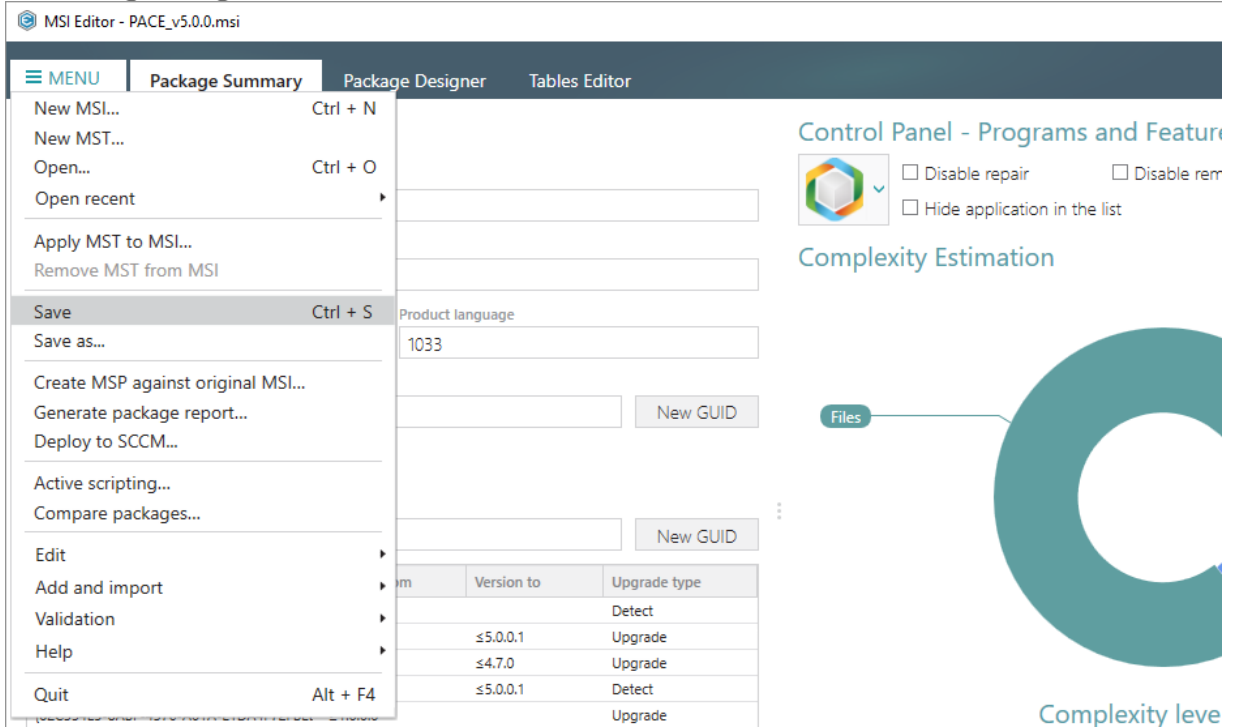 MSI Editor - PACE_v5.0.0.msi
MENU Package Summary Package Designer Tables Editor
New MSI... Ctrl + N
New MST...
Open... Ctrl + O
Open recent
Apply MST to MSI...
Remove MST from MSI
Save Ctrl + S
Save as...
Create MSP against original MSI...
Generate package report...
Deploy to SCCM...
Active scripting...
Compare packages...
Edit
Add and import
Validation
Help
Quit Alt + F4
Product language
1033
New GUID
New GUID
Version to Upgrade type
Detect
≤5.0.0.1 Upgrade
≤4.7.0 Upgrade
≤5.0.0.1 Detect
Upgrade
Control Panel - Programs and Feature
Disable repair Disable rem
Hide application in the list
Complexity Estimation
Files
Complexity leve